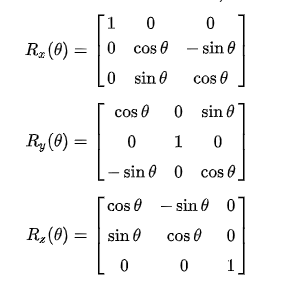 R_x(θ) = [1 0 0
0 cos θ − sin θ
0 sin θ cos θ]
R_y(θ) = [cos θ 0 sin θ
0 1 0
− sin θ 0 cos θ]
R_z(θ) = [cos θ − sin θ 0
sin θ cos θ 0
0 0 1]